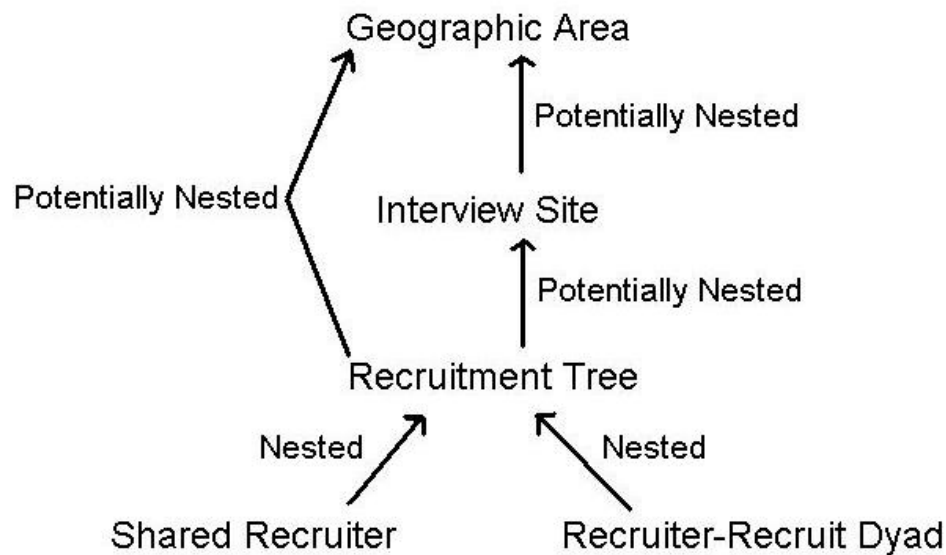 Geographic Area
Potentially Nested
Potentially Nested
Interview Site
Potentially Nested
Recruitment Tree
Nested
Nested
Shared Recruiter
Recruiter-Recruit Dyad